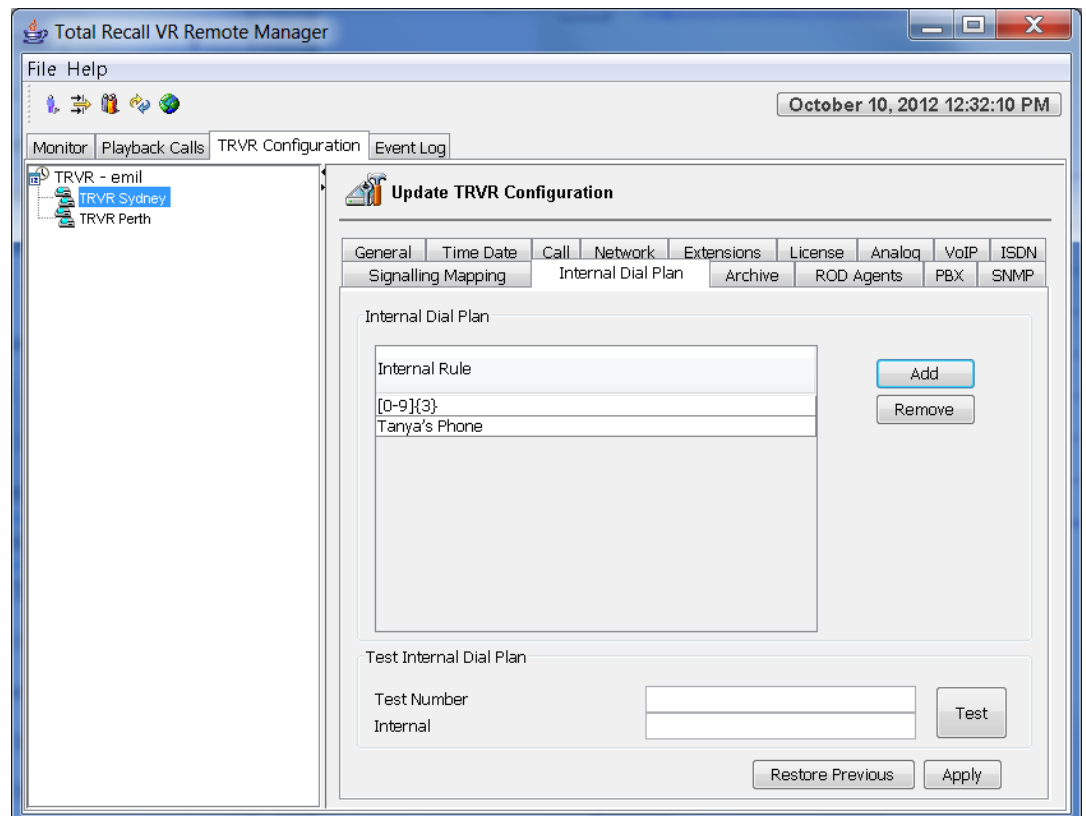 Total Recall VR Remote Manager
File Help
October 10, 2012 12:32:10 PM
Monitor Playback Calls TRVR Configuration Event Log
TRVR - emil
TRVR Sydney
TRVR Perth
Update TRVR Configuration
General Time Date Call Network Extensions License Analog VoIP ISDN
Signalling Mapping Internal Dial Plan Archive ROD Agents PBX SNMP
Internal Dial Plan
Internal Rule
[0-9]{3}
Tanya's Phone
Add
Remove
Test Internal Dial Plan
Test Number
Internal
Test
Restore Previous Apply